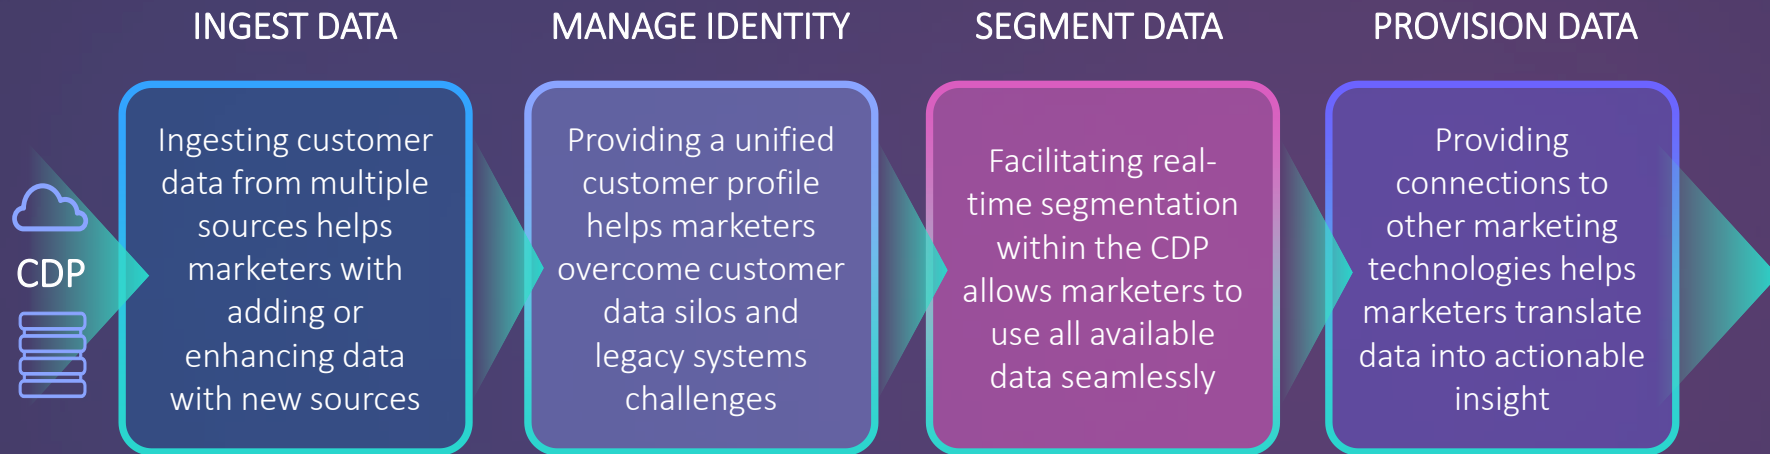 INGEST DATA
MANAGE IDENTITY
SEGMENT DATA
PROVISION DATA
CDP
Ingesting customer
data from multiple
sources helps
marketers with
adding or
enhancing data
with new sources
Providing a unified
customer profile
helps marketers
overcome customer
data silos and
legacy systems
challenges
Facilitating real-
time segmentation
within the CDP
allows marketers to
use all available
data seamlessly
Providing
connections to
other marketing
technologies helps
marketers translate
data into actionable
insight